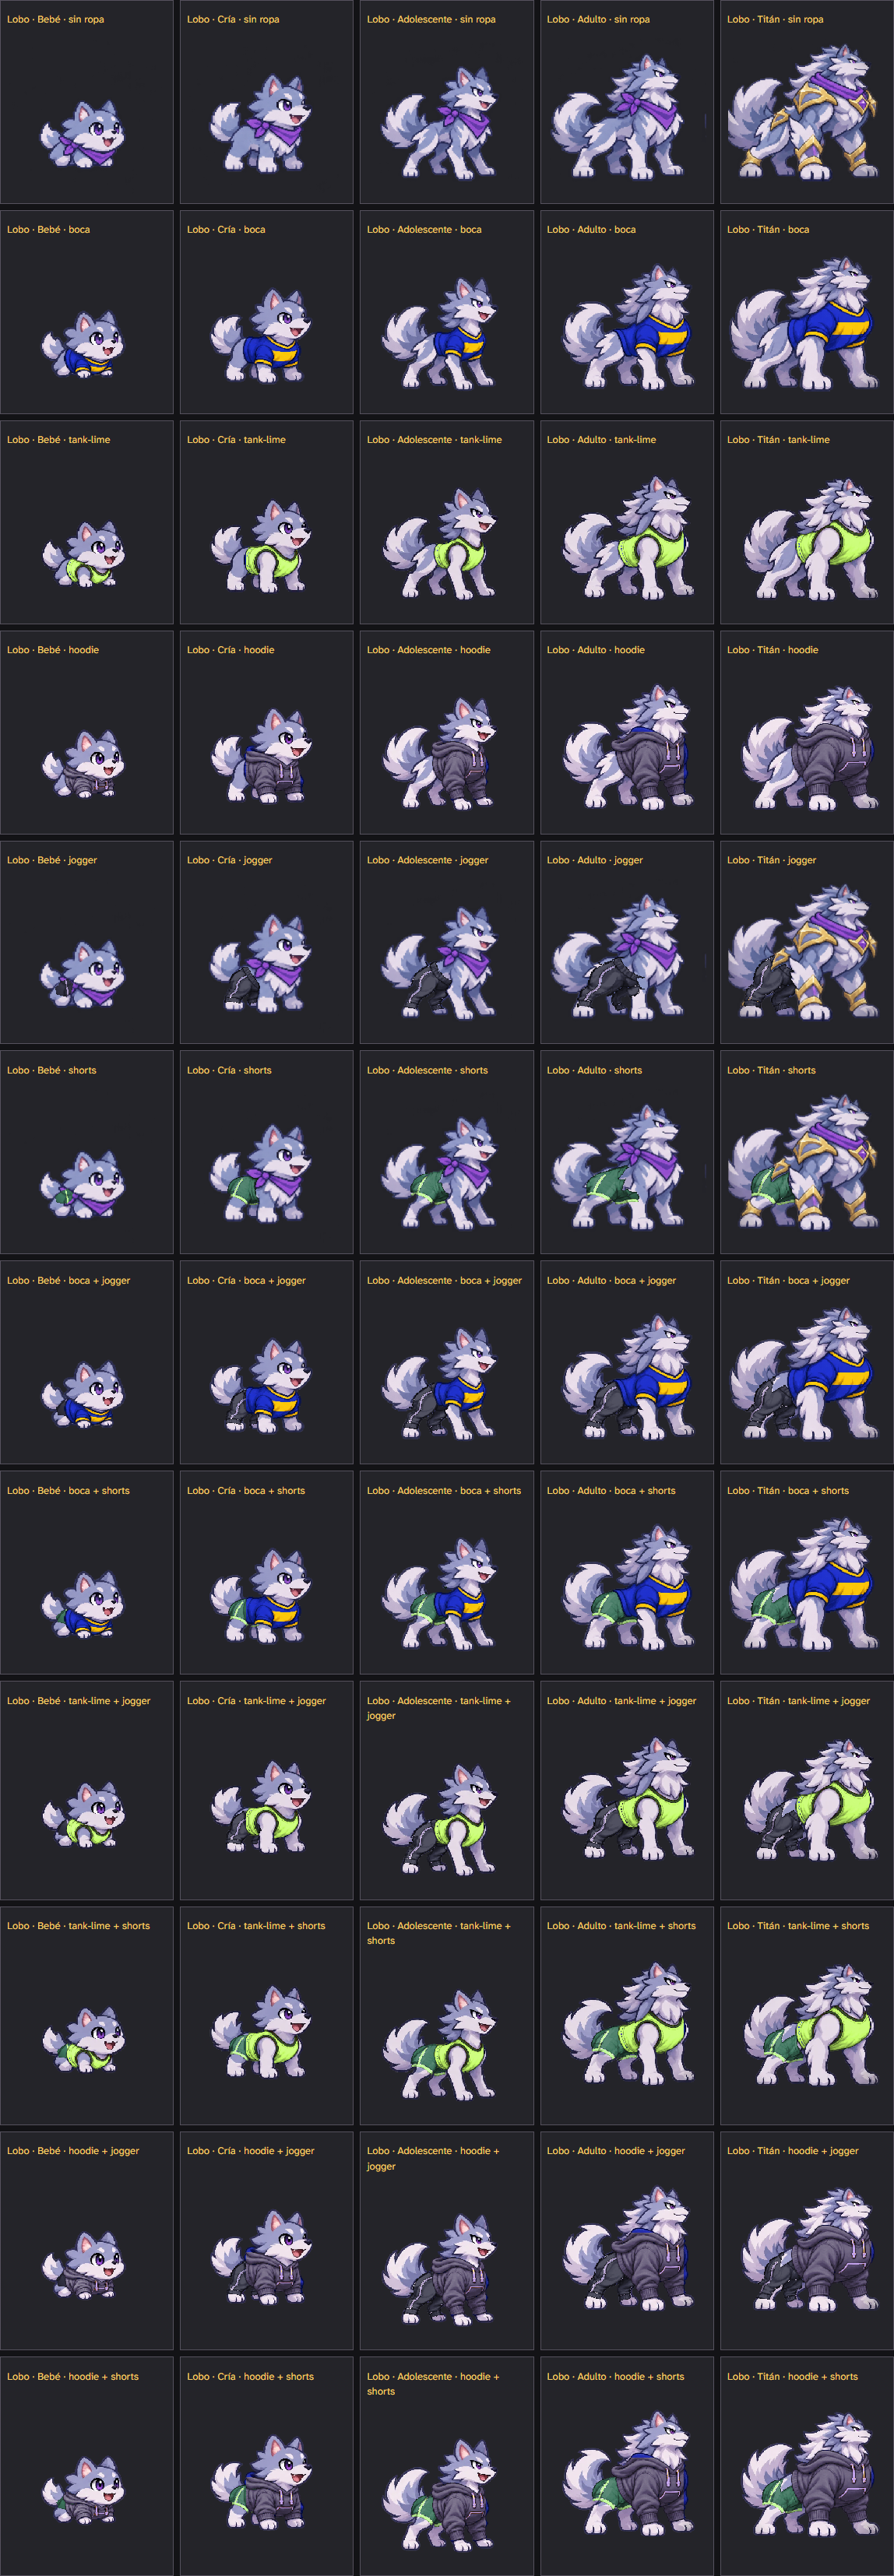 Lobo · Bebé · sin ropa
Lobo · Cría · sin ropa
Lobo · Adolescente · sin ropa
Lobo · Adulto · sin ropa
Lobo · Titán · sin ropa
Lobo · Bebé · boca
Lobo · Cría · boca
Lobo · Adolescente · boca
Lobo · Adulto · boca
Lobo · Titán · boca
Lobo · Bebé · tank-lime
Lobo · Cría · tank-lime
Lobo · Adolescente · tank-lime
Lobo · Adulto · tank-lime
Lobo · Titán · tank-lime
Lobo · Bebé · hoodie
Lobo · Cría · hoodie
Lobo · Adolescente · hoodie
Lobo · Adulto · hoodie
Lobo · Titán · hoodie
Lobo · Bebé · jogger
Lobo · Cría · jogger
Lobo · Adolescente · jogger
Lobo · Adulto · jogger
Lobo · Titán · jogger
Lobo · Bebé · shorts
Lobo · Cría · shorts
Lobo · Adolescente · shorts
Lobo · Adulto · shorts
Lobo · Titán · shorts
Lobo · Bebé · boca + jogger
Lobo · Cría · boca + jogger
Lobo · Adolescente · boca + jogger
Lobo · Adulto · boca + jogger
Lobo · Titán · boca + jogger
Lobo · Bebé · boca + shorts
Lobo · Cría · boca + shorts
Lobo · Adolescente · boca + shorts
Lobo · Adulto · boca + shorts
Lobo · Titán · boca + shorts
Lobo · Bebé · tank-lime + jogger
Lobo · Cría · tank-lime + jogger
Lobo · Adolescente · tank-lime +
jogger
Lobo · Adulto · tank-lime + jogger
Lobo · Titán · tank-lime + jogger
Lobo · Bebé · tank-lime + shorts
Lobo · Cría · tank-lime + shorts
Lobo · Adolescente · tank-lime +
shorts
Lobo · Adulto · tank-lime + shorts
Lobo · Titán · tank-lime + shorts
Lobo · Bebé · hoodie + jogger
Lobo · Cría · hoodie + jogger
Lobo · Adolescente · hoodie +
jogger
Lobo · Adulto · hoodie + jogger
Lobo · Titán · hoodie + jogger
Lobo · Bebé · hoodie + shorts
Lobo · Cría · hoodie + shorts
Lobo · Adolescente · hoodie +
shorts
Lobo · Adulto · hoodie + shorts
Lobo · Titán · hoodie + shorts